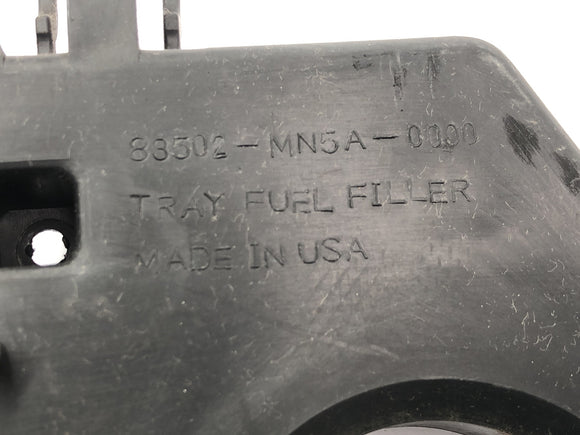 83502-MN5A-0000
TRAY FUEL FILLER
MADE IN USA